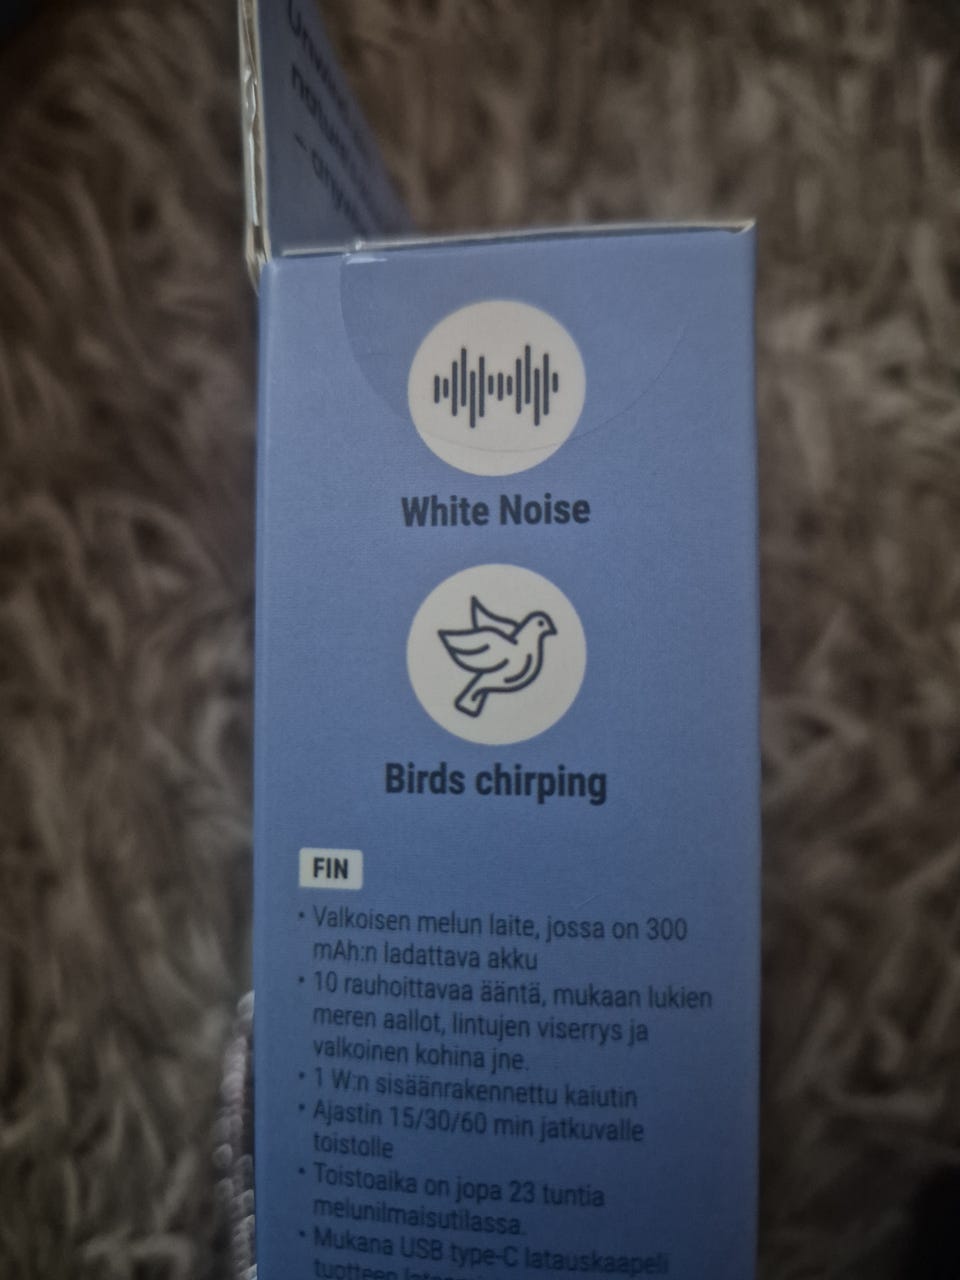 nature
White Noise
Birds chirping
FIN
• Valkoisen melun laite, jossa on 300
mAh:n ladattava akku
• 10 rauhoittavaa ääntä, mukaan lukien
meren aallot, lintujen viserrys ja
valkoinen kohina jne.
• 1 W:n sisäänrakennettu kaiutin
• Ajastin 15/30/60 min jatkuvalle
toistolle
• Toistoaika on jopa 23 tuntia
melunilmaisutilassa.
• Mukana USB type-C latauskaapeli
tuotteen